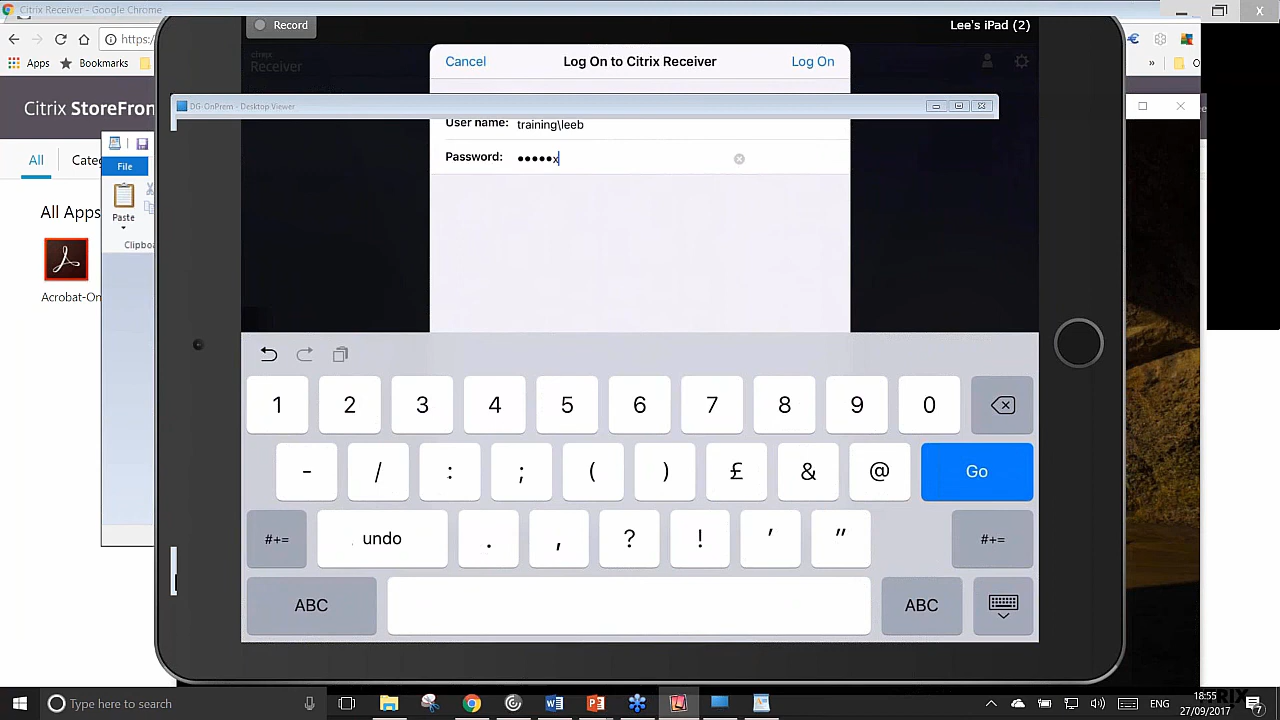 Citrix Receiver - Google Chrome
https:/
Apps
Bookmarks
»
Citrix StoreFron
All
Categ
File
Paste
Clipboa
All Apps
Acrobat-On
Record
Lee's iPad (2)
citrix
Receiver
Cancel
Log On to Citrix Receiver
Log On
DG-OnPrem - Desktop Viewer
User name: training\leeb
Password: •••••x
1 2 3 4 5 6 7 8 9 0
- / : ; ( ) £ & @ Go
#+= undo . , ? ! ' " #+=
ABC ABC
Type here to search
ENG
18:55
27/09/2017
7